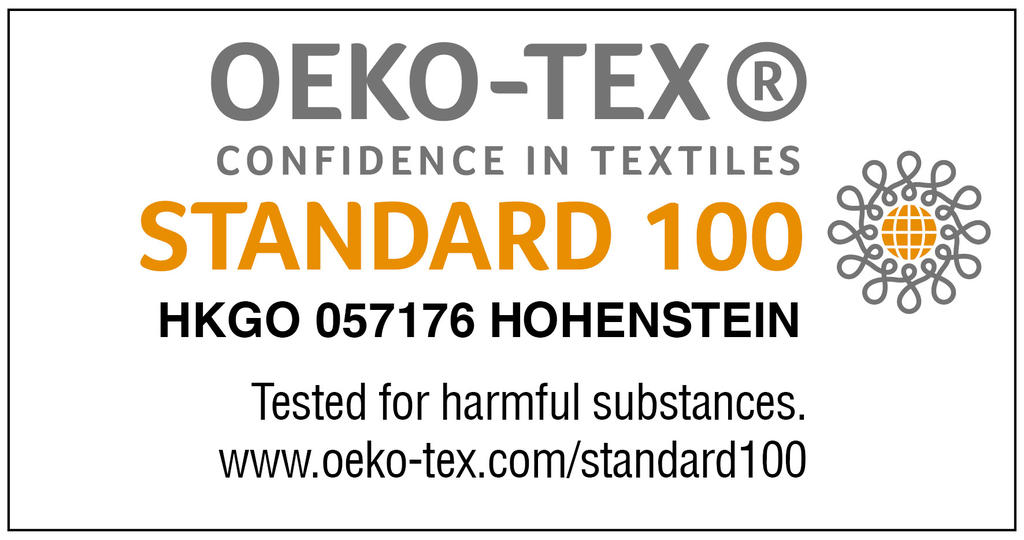 OEKO-TEX®
CONFIDENCE IN TEXTILES
STANDARD 100
HKGO 057176 HOHENSTEIN
Tested for harmful substances.
www.oeko-tex.com/standard100